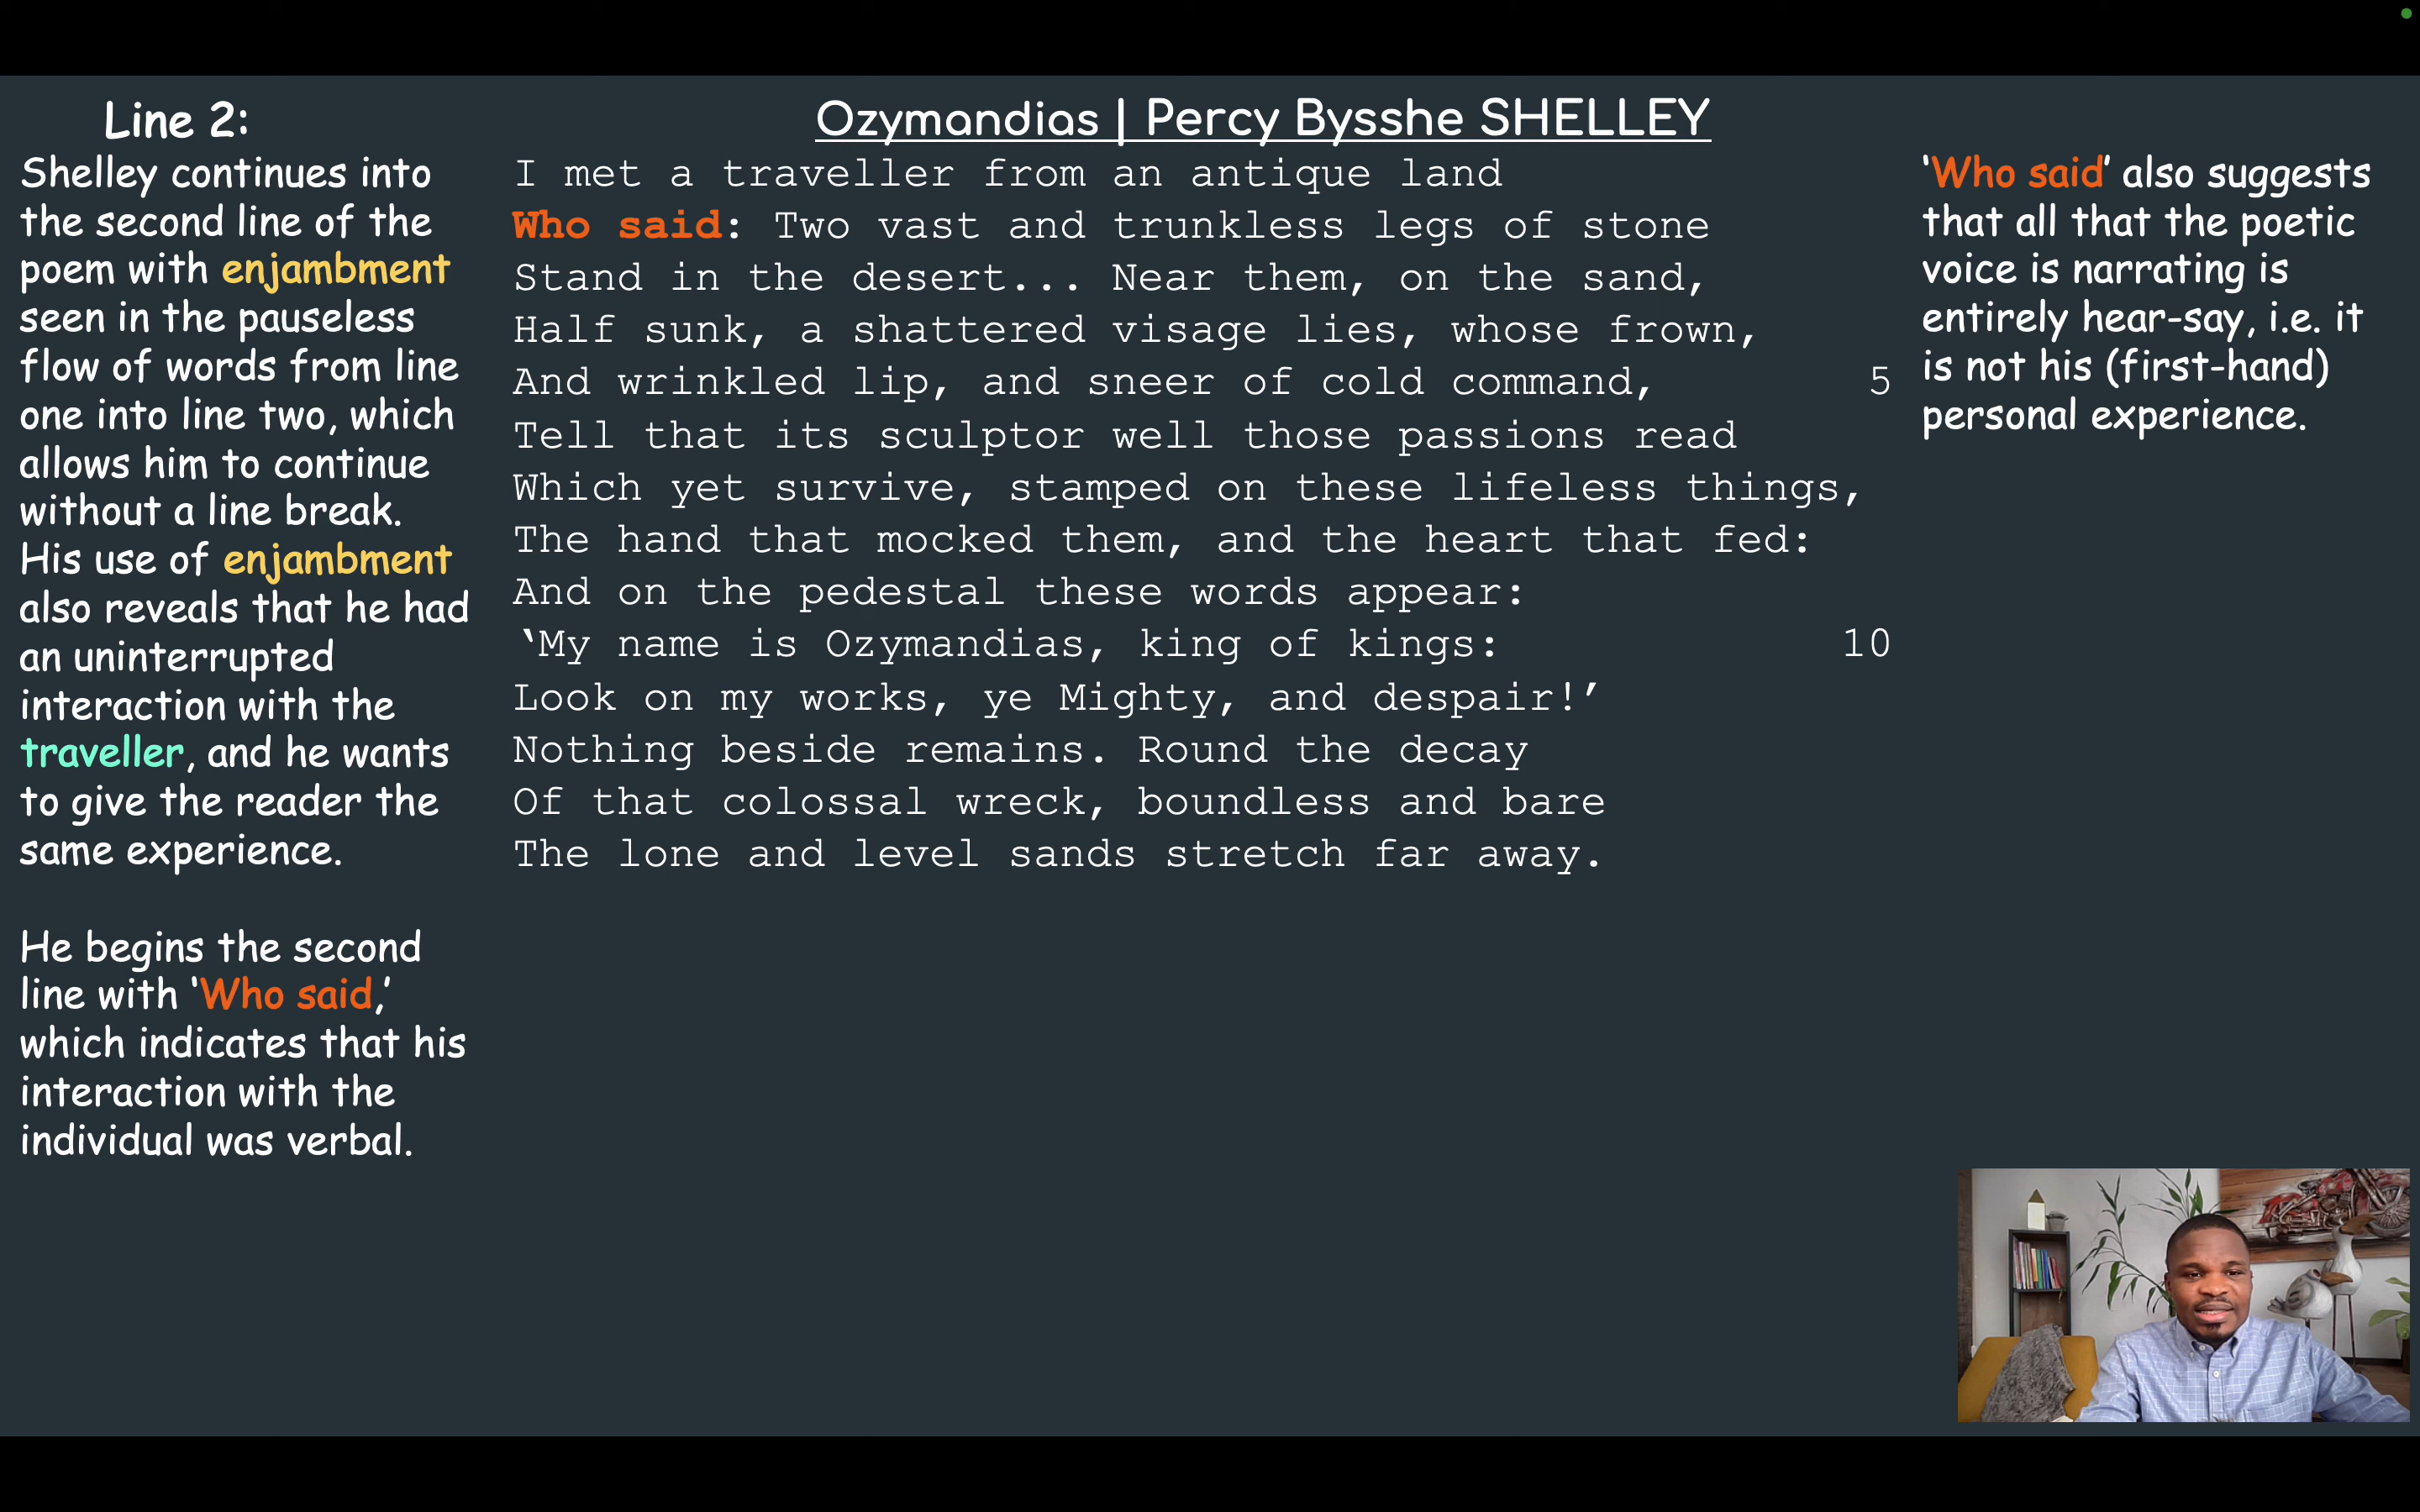 Line 2:
Shelley continues into
the second line of the
poem with enjambment
seen in the pauseless
flow of words from line
one into line two, which
allows him to continue
without a line break.
His use of enjambment
also reveals that he had
an uninterrupted
interaction with the
traveller, and he wants
to give the reader the
same experience.
He begins the second
line with ‘Who said,’
which indicates that his
interaction with the
individual was verbal.
Ozymandias | Percy Bysshe SHELLEY
I met a traveller from an antique land
Who said: Two vast and trunkless legs of stone
Stand in the desert... Near them, on the sand,
Half sunk, a shattered visage lies, whose frown,
And wrinkled lip, and sneer of cold command, 5
Tell that its sculptor well those passions read
Which yet survive, stamped on these lifeless things,
The hand that mocked them, and the heart that fed:
And on the pedestal these words appear:
‘My name is Ozymandias, king of kings: 10
Look on my works, ye Mighty, and despair!’
Nothing beside remains. Round the decay
Of that colossal wreck, boundless and bare
The lone and level sands stretch far away.
‘Who said’ also suggests
that all that the poetic
voice is narrating is
entirely hear-say, i.e. it
is not his (first-hand)
personal experience.